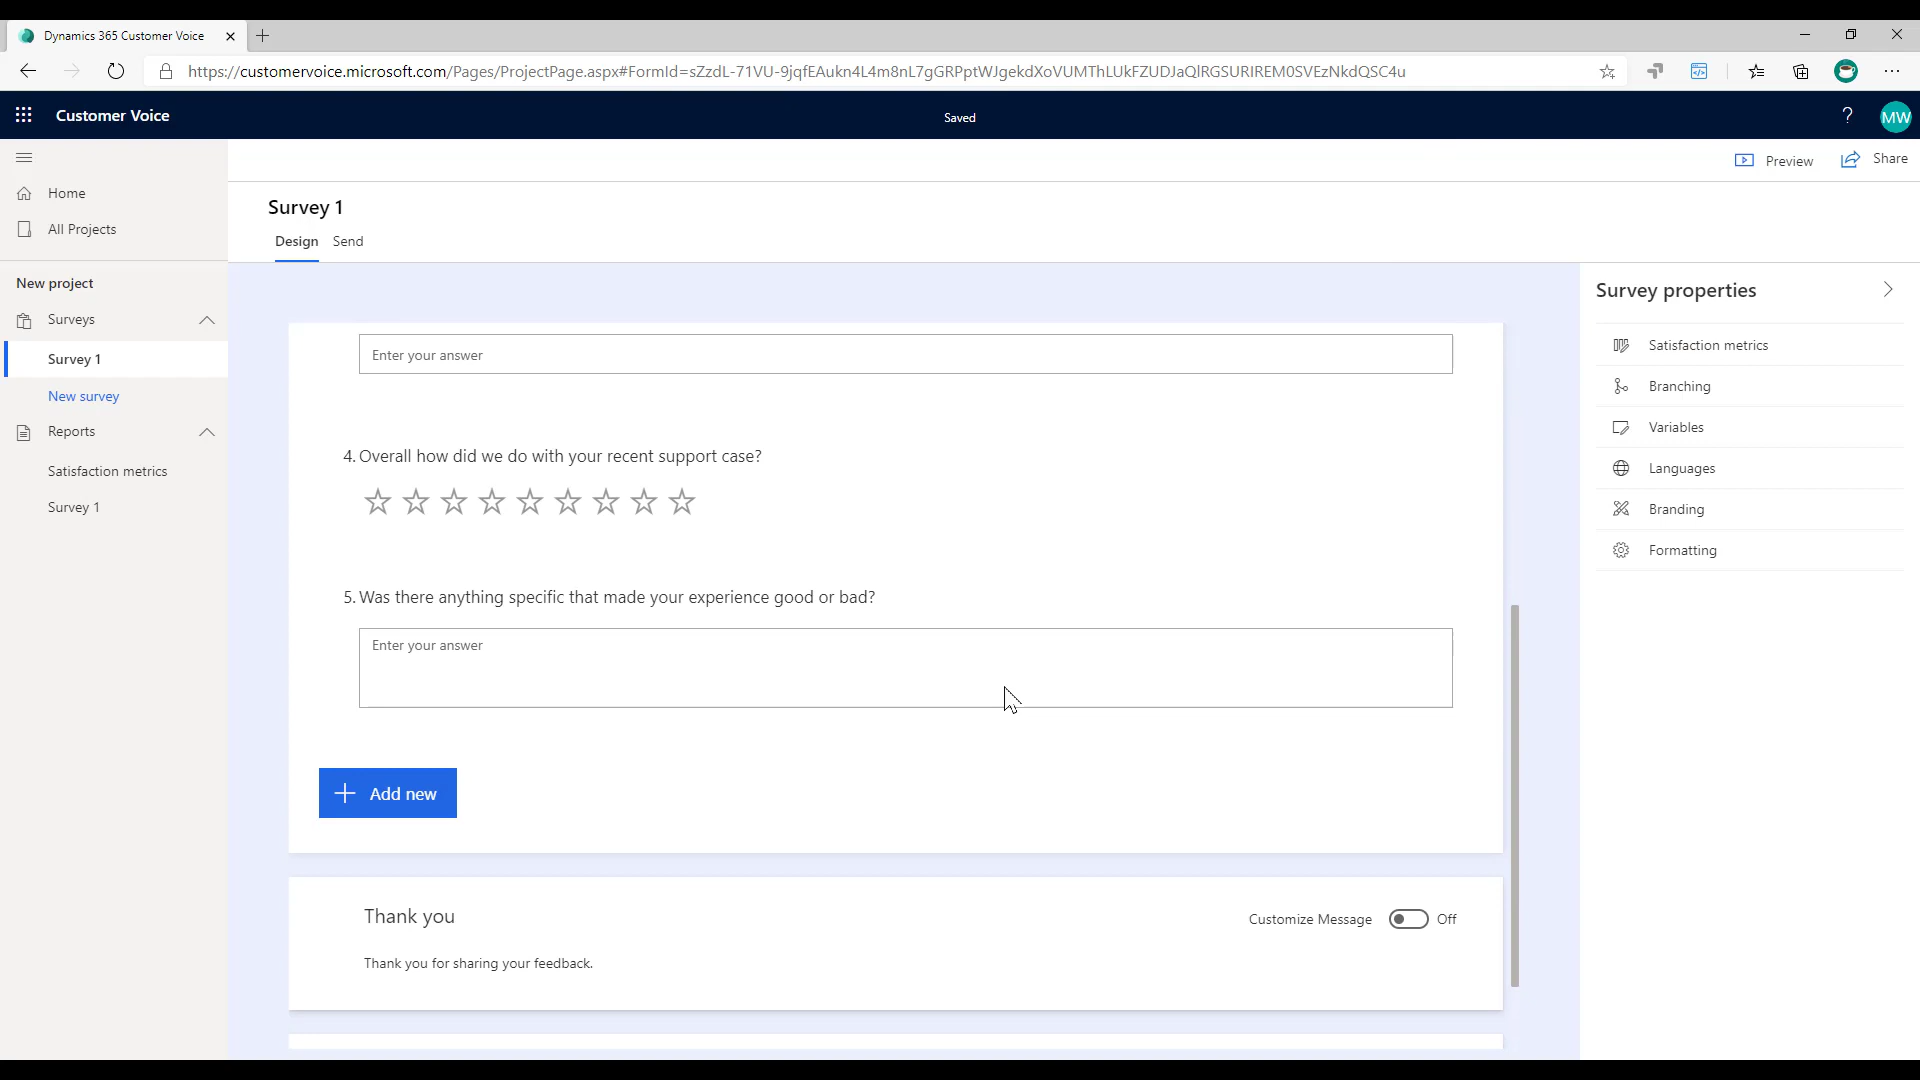 Dynamics 365 Customer Voice
https://customervoice.microsoft.com/Pages/ProjectPage.aspx#FormId=sZzdL-71VU-9jqfEAukn4L4m8nL7gGRPptWJgekdXoVUMThLUkFZUDJaQlRGSURIREM0SVEzNkdQSC4u
Customer Voice
Saved
?
MW
Preview
Share
Home
All Projects
New project
Surveys
Survey 1
New survey
Reports
Satisfaction metrics
Survey 1
Survey 1
Design
Send
Enter your answer
4. Overall how did we do with your recent support case?
5. Was there anything specific that made your experience good or bad?
Enter your answer
Add new
Thank you
Customize Message
Off
Thank you for sharing your feedback.
Survey properties
Satisfaction metrics
Branching
Variables
Languages
Branding
Formatting